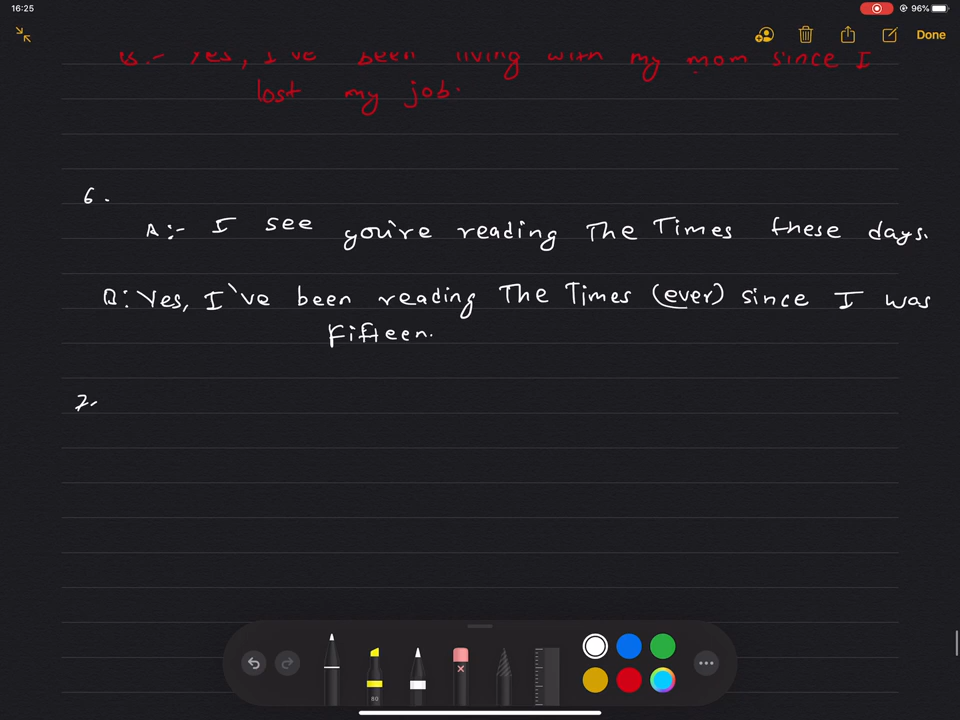 16:25
96%
Done
B:- Yes, I've been living with my mom since I
lost my job.
6.
A:- I see you're reading The Times these days.
B: Yes, I've been reading The Times (ever) since I was
Fifteen.
7.
80